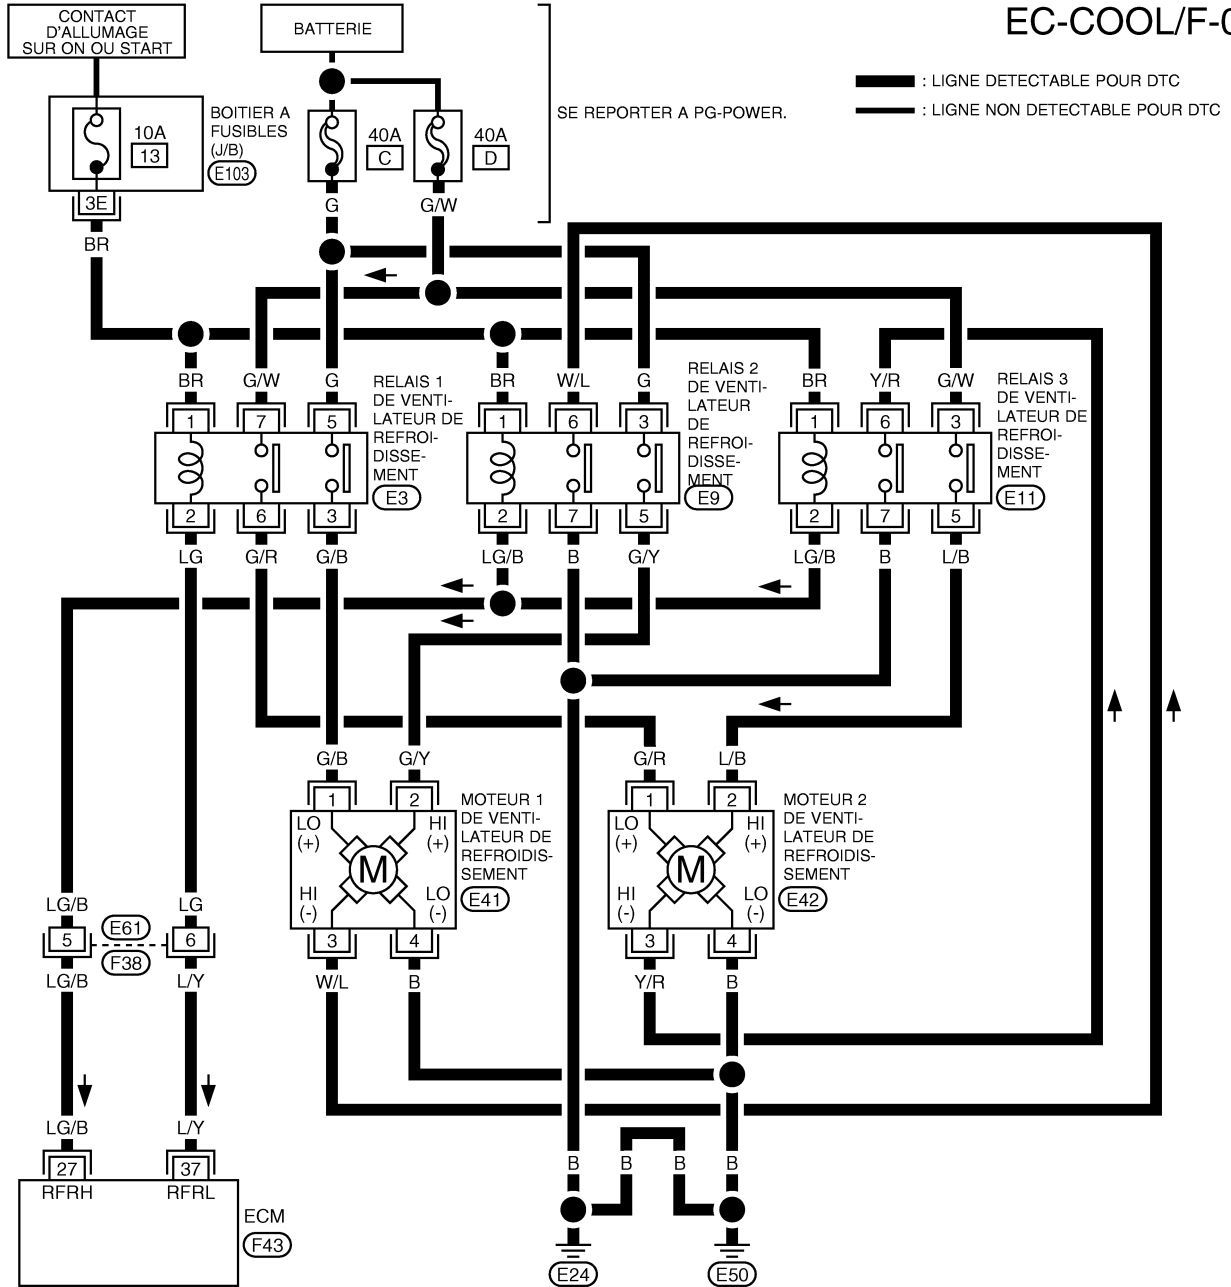 EC-COOL/F-0
CONTACT
D'ALLUMAGE
SUR ON OU START
BATTERIE
: LIGNE DETECTABLE POUR DTC
: LIGNE NON DETECTABLE POUR DTC
SE REPORTER A PG-POWER.
10A
13
BOITIER A
FUSIBLES
(J/B)
E103
40A
C
40A
D
3E
BR
G
G/W
BR
G/W
G
RELAIS 1
DE VENTI-
LATEUR DE
REFROI-
DISSE-
MENT
E3
BR
W/L
G
RELAIS 2
DE VENTI-
LATEUR
DE
REFROI-
DISSE-
MENT
E9
BR
Y/R
G/W
RELAIS 3
DE VENTI-
LATEUR DE
REFROI-
DISSE-
MENT
E11
1 7 5
1 6 3
1 6 3
2 6 3
2 7 5
2 7 5
LG G/R G/B
LG/B B G/Y
LG/B B L/B
G/B G/Y
G/R L/B
1 2
LO
(+)
HI
(+)
M
HI
(-)
LO
(-)
3 4
MOTEUR 1
DE VENTI-
LATEUR DE
REFROIDIS-
SEMENT
E41
1 2
LO
(+)
HI
(+)
M
HI
(-)
LO
(-)
3 4
MOTEUR 2
DE VENTI-
LATEUR DE
REFROIDIS-
SEMENT
E42
LG/B LG
5
E61
F38
6
LG/B L/Y
W/L B
Y/R B
LG/B L/Y
27 37
RFRH RFRL
ECM
F43
B B B B
E24 E50